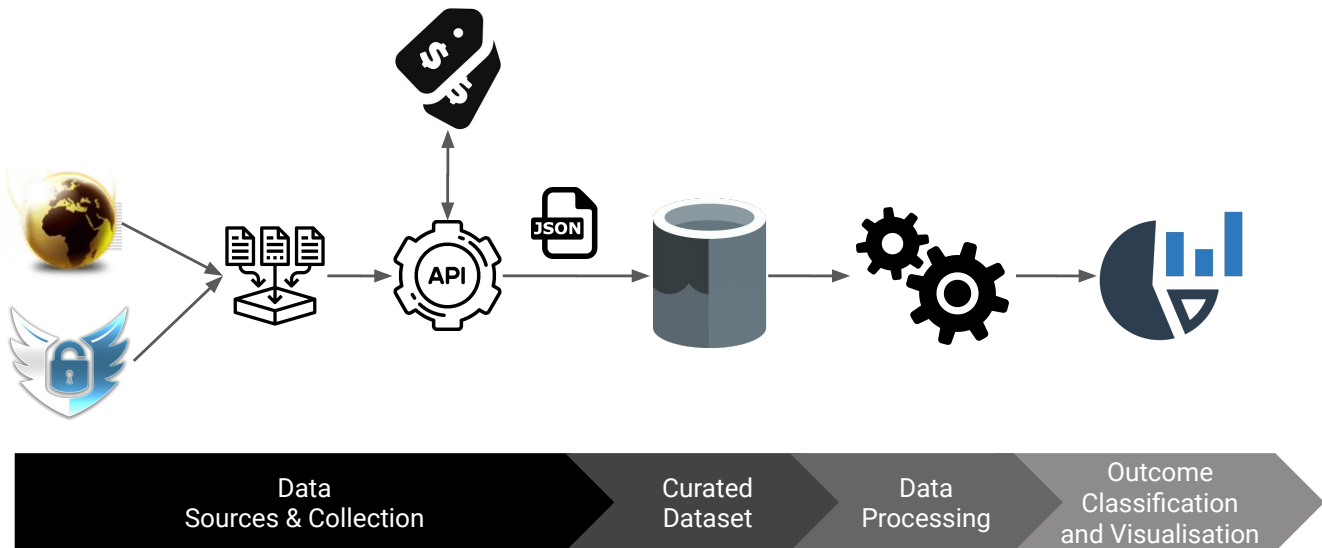 $
$
API
JSON
Data
Sources & Collection
Curated
Dataset
Data
Processing
Outcome
Classification
and Visualisation